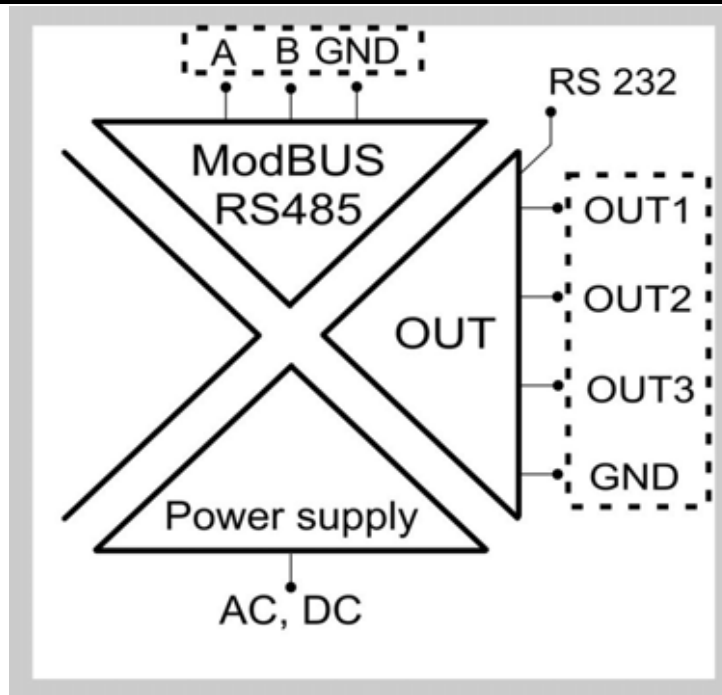 A B GND
RS 232
ModBUS
RS485
OUT1
OUT2
OUT
OUT3
GND
Power supply
AC, DC